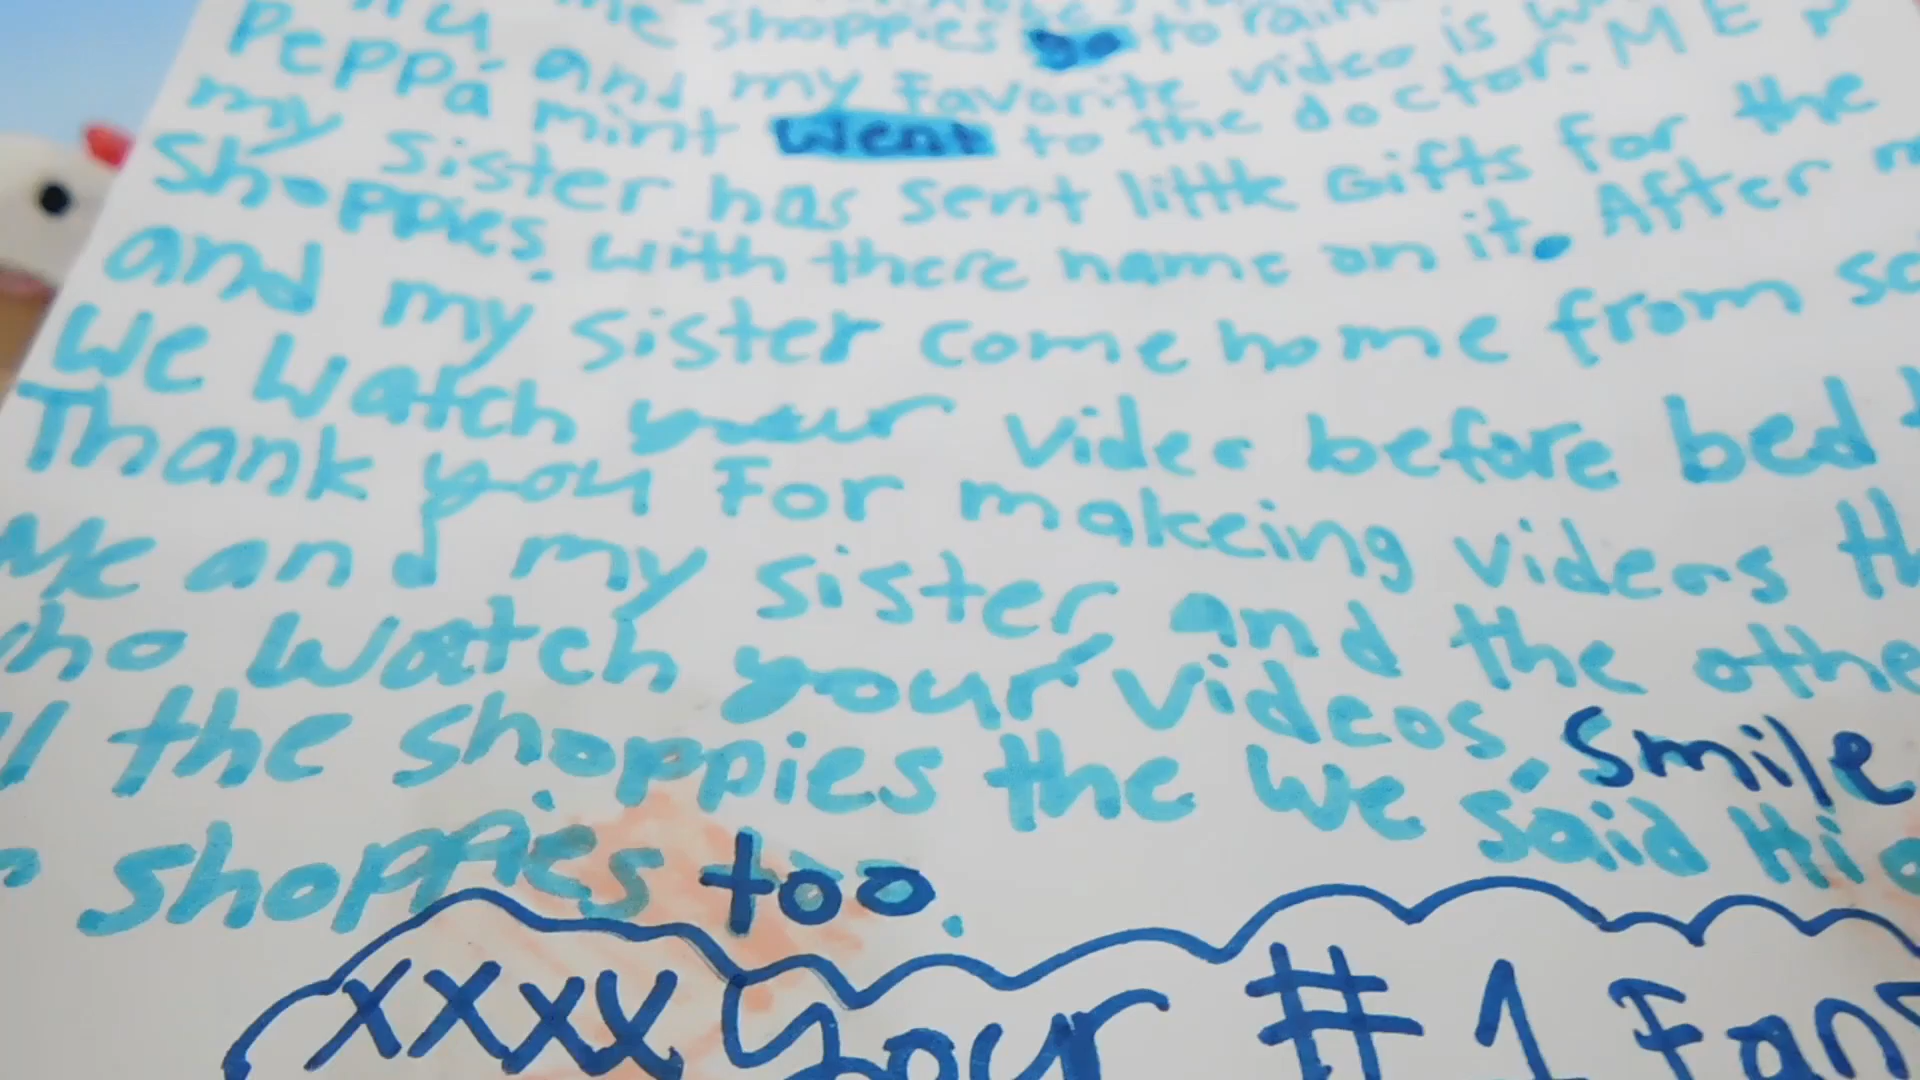 the shoppies go to rain
and my favorite video is w
Peppa mint went to the doctor. ME
my sister has sent little Gifts for the
Shoppies. with there name on it. After
and my sister come home from
we watch your video before bed
Thank you For makeing videos
Me and my sister and the othe
who watch your videos. Smile
the shoppies the we said Hi
shoppies too.
xxxx your #1 Fans